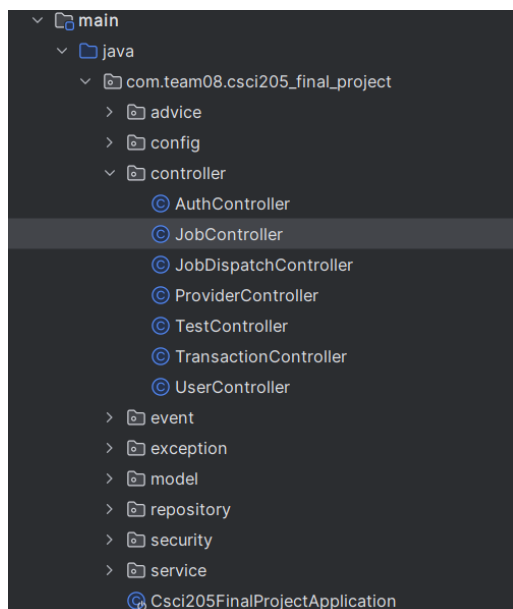 main
java
com.team08.csci205_final_project
advice
config
controller
AuthController
JobController
JobDispatchController
ProviderController
TestController
TransactionController
UserController
event
exception
model
repository
security
service
Csci205FinalProjectApplication